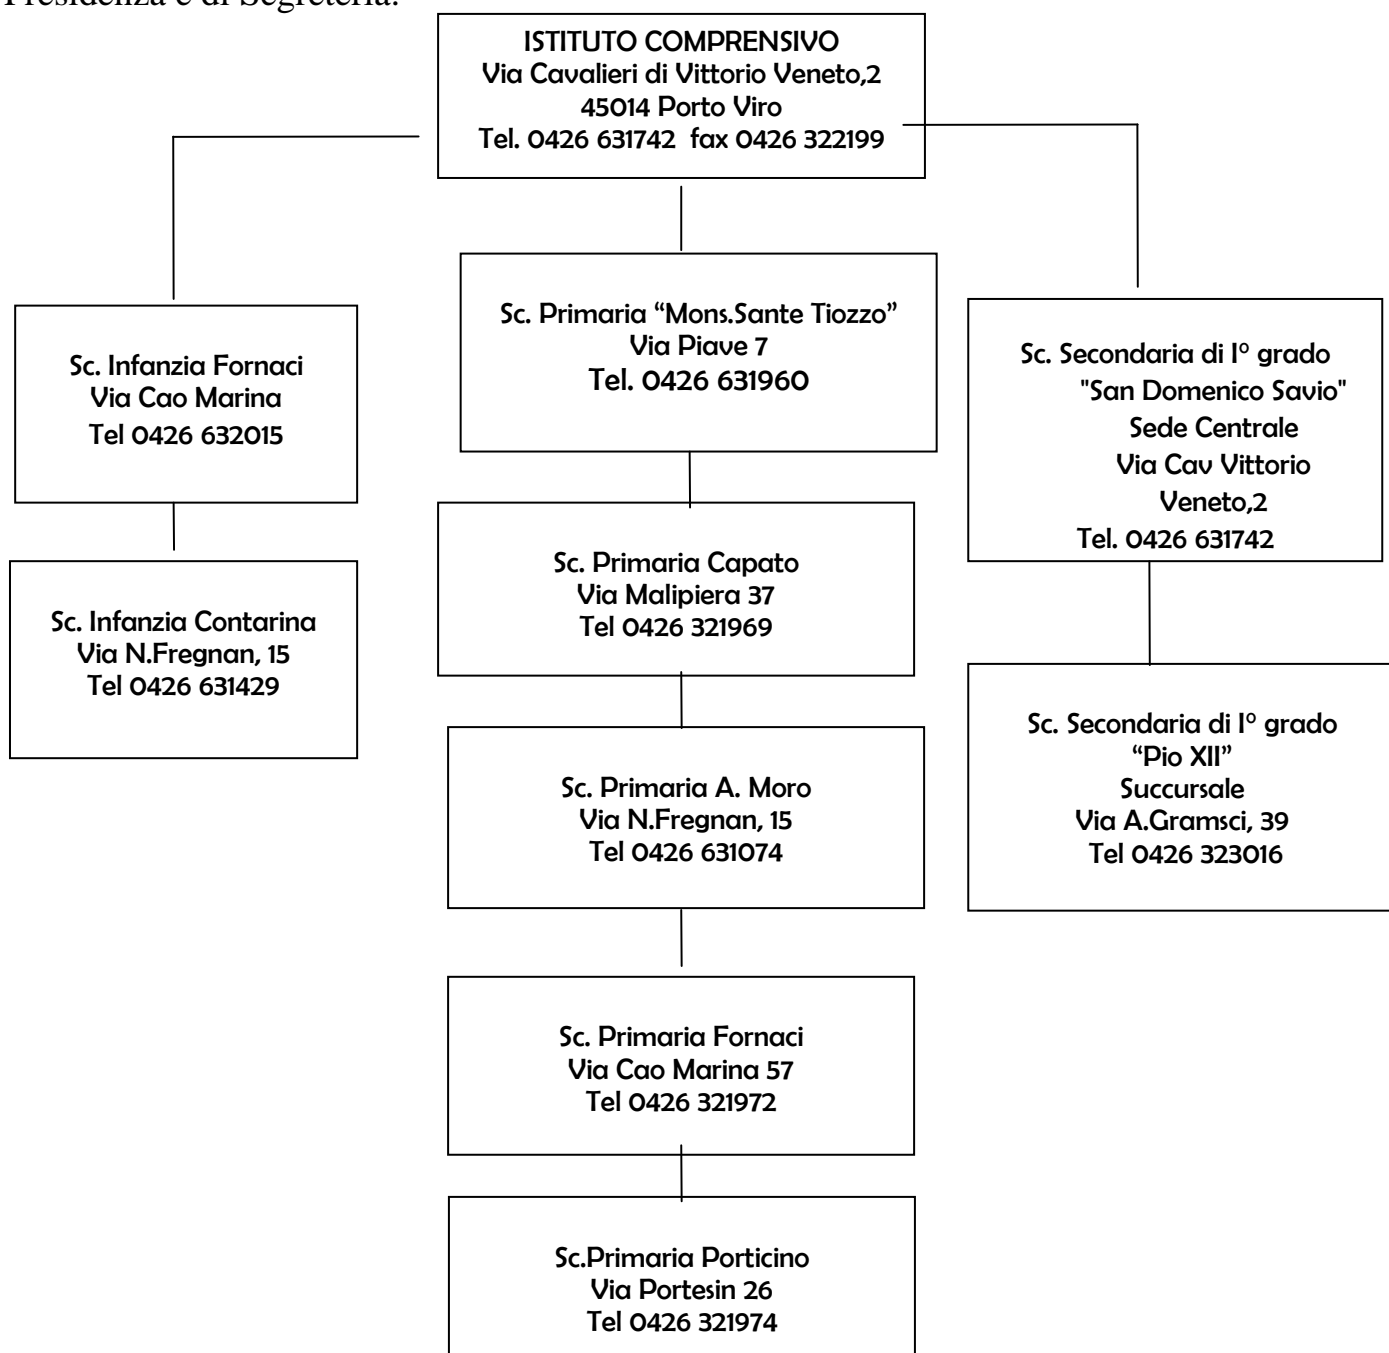 Presidenza e di Segreteria.
ISTITUTO COMPRENSIVO
Via Cavalieri di Vittorio Veneto,2
45014 Porto Viro
Tel. 0426 631742  fax 0426 322199
Sc. Infanzia Fornaci
Via Cao Marina
Tel 0426 632015
Sc. Infanzia Contarina
Via N.Fregnan, 15
Tel 0426 631429
Sc. Primaria “Mons.Sante Tiozzo”
Via Piave 7
Tel. 0426 631960
Sc. Primaria Capato
Via Malipiera 37
Tel 0426 321969
Sc. Primaria A. Moro
Via N.Fregnan, 15
Tel 0426 631074
Sc. Primaria Fornaci
Via Cao Marina 57
Tel 0426 321972
Sc.Primaria Porticino
Via Portesin 26
Tel 0426 321974
Sc. Secondaria di I° grado
"San Domenico Savio"
Sede Centrale
Via Cav Vittorio
Veneto,2
Tel. 0426 631742
Sc. Secondaria di I° grado
“Pio XII”
Succursale
Via A.Gramsci, 39
Tel 0426 323016